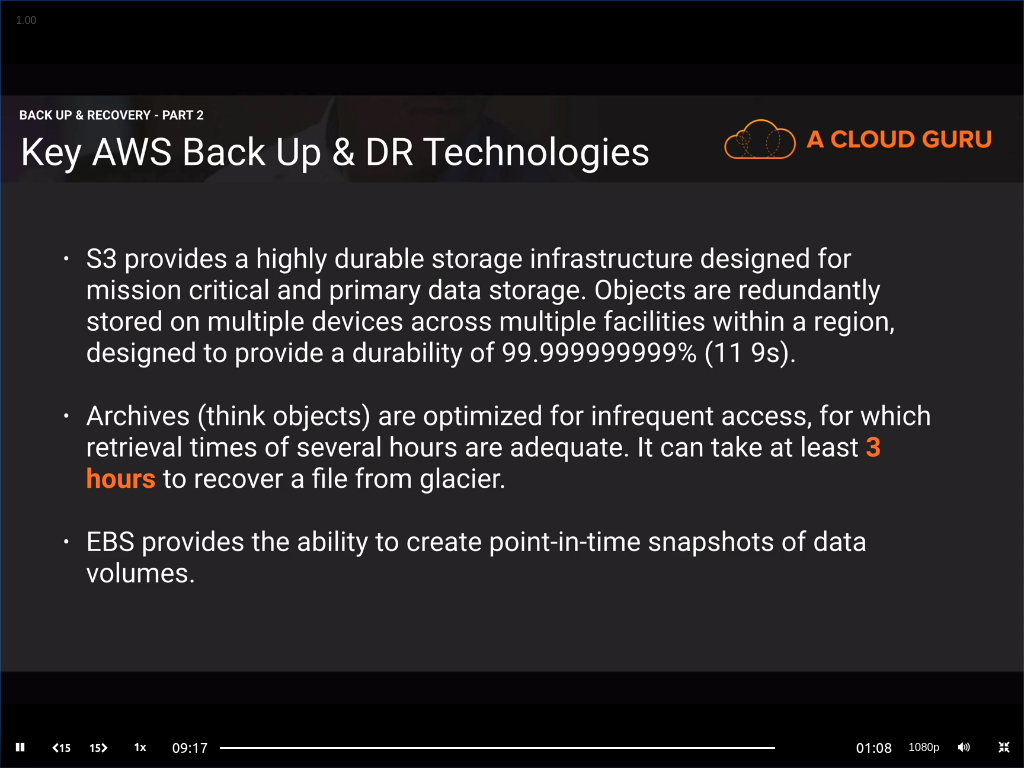 1.00
BACK UP & RECOVERY - PART 2
Key AWS Back Up & DR Technologies
A CLOUD GURU
• S3 provides a highly durable storage infrastructure designed for
mission critical and primary data storage. Objects are redundantly
stored on multiple devices across multiple facilities within a region,
designed to provide a durability of 99.999999999% (11 9s).
• Archives (think objects) are optimized for infrequent access, for which
retrieval times of several hours are adequate. It can take at least 3
hours to recover a file from glacier.
• EBS provides the ability to create point-in-time snapshots of data
volumes.
15 15 1x 09:17 01:08 1080p